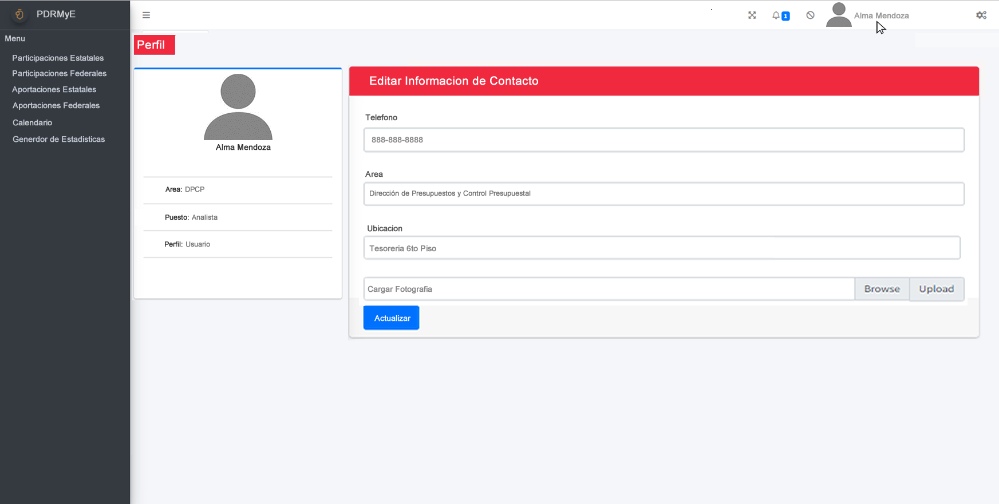 PDRMyE
1
Alma Mendoza
Menu
Participaciones Estatales
Participaciones Federales
Aportaciones Estatales
Aportaciones Federales
Calendario
Generdor de Estadisticas
Perfil
Alma Mendoza
Area: DPCP
Puesto: Analista
Perfil: Usuario
Editar Informacion de Contacto
Telefono
888-888-8888
Area
Dirección de Presupuestos y Control Presupuestal
Ubicacion
Tesoreria 6to Piso
Cargar Fotografia
Browse
Upload
Actualizar